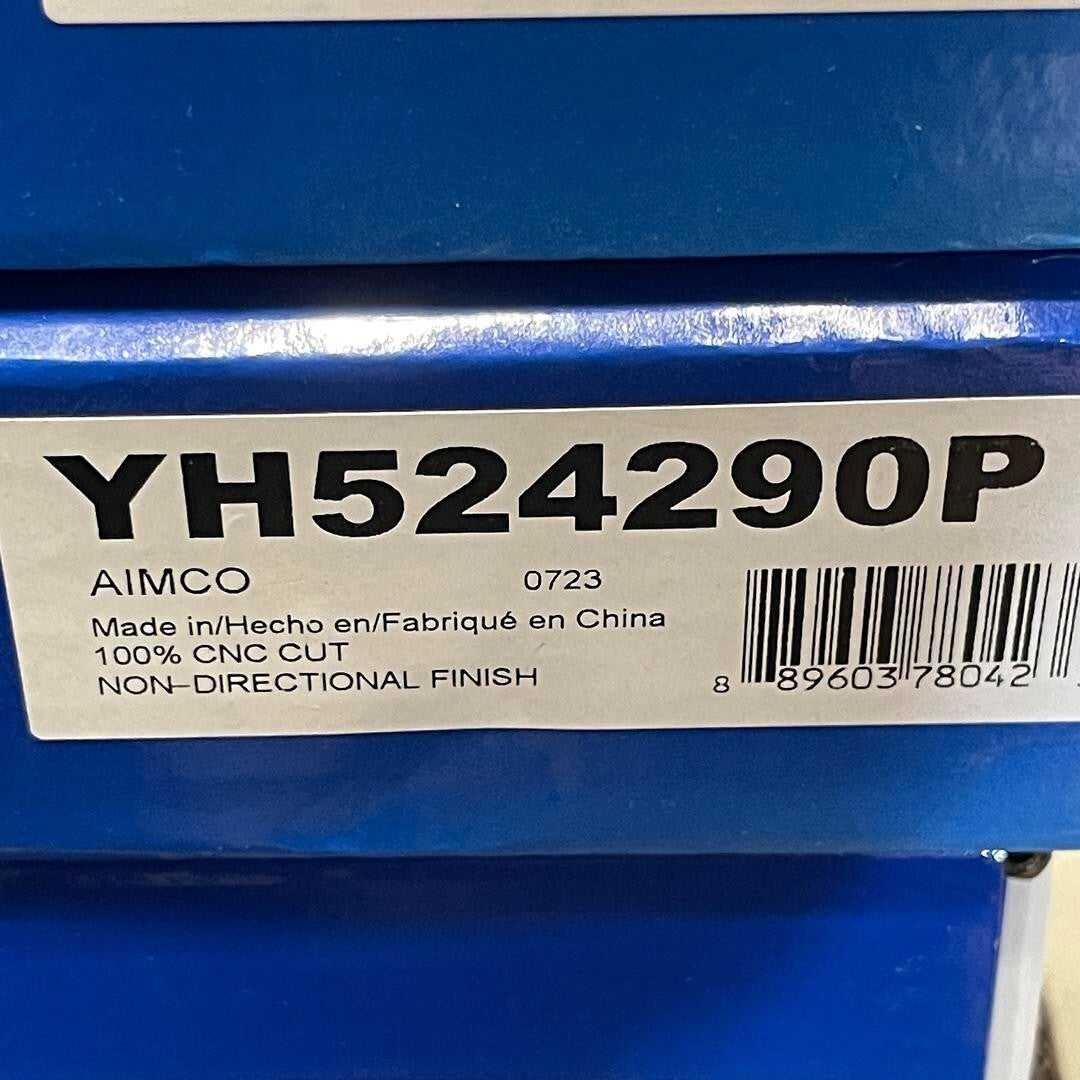 YH524290P
AIMCO 0723
Made in/Hecho en/Fabriqué en China
100% CNC CUT
NON-DIRECTIONAL FINISH
8 89603 78042